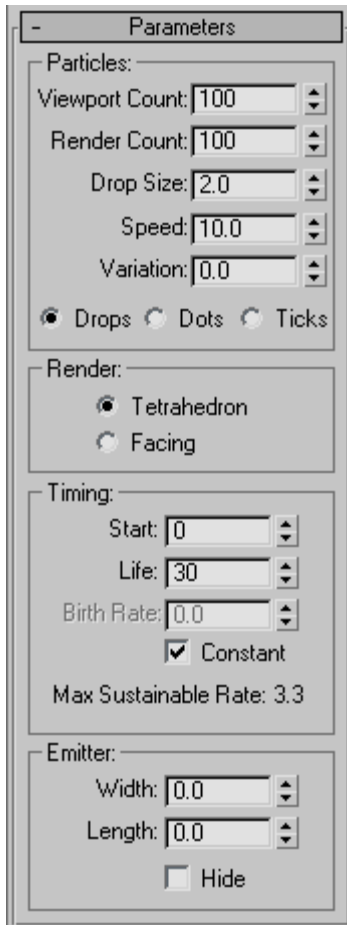 - Parameters
Particles:
Viewport Count: 100
Render Count: 100
Drop Size: 2.0
Speed: 10.0
Variation: 0.0
Drops Dots Ticks
Render:
Tetrahedron
Facing
Timing:
Start: 0
Life: 30
Birth Rate: 0.0
Constant
Max Sustainable Rate: 3.3
Emitter:
Width: 0.0
Length: 0.0
Hide